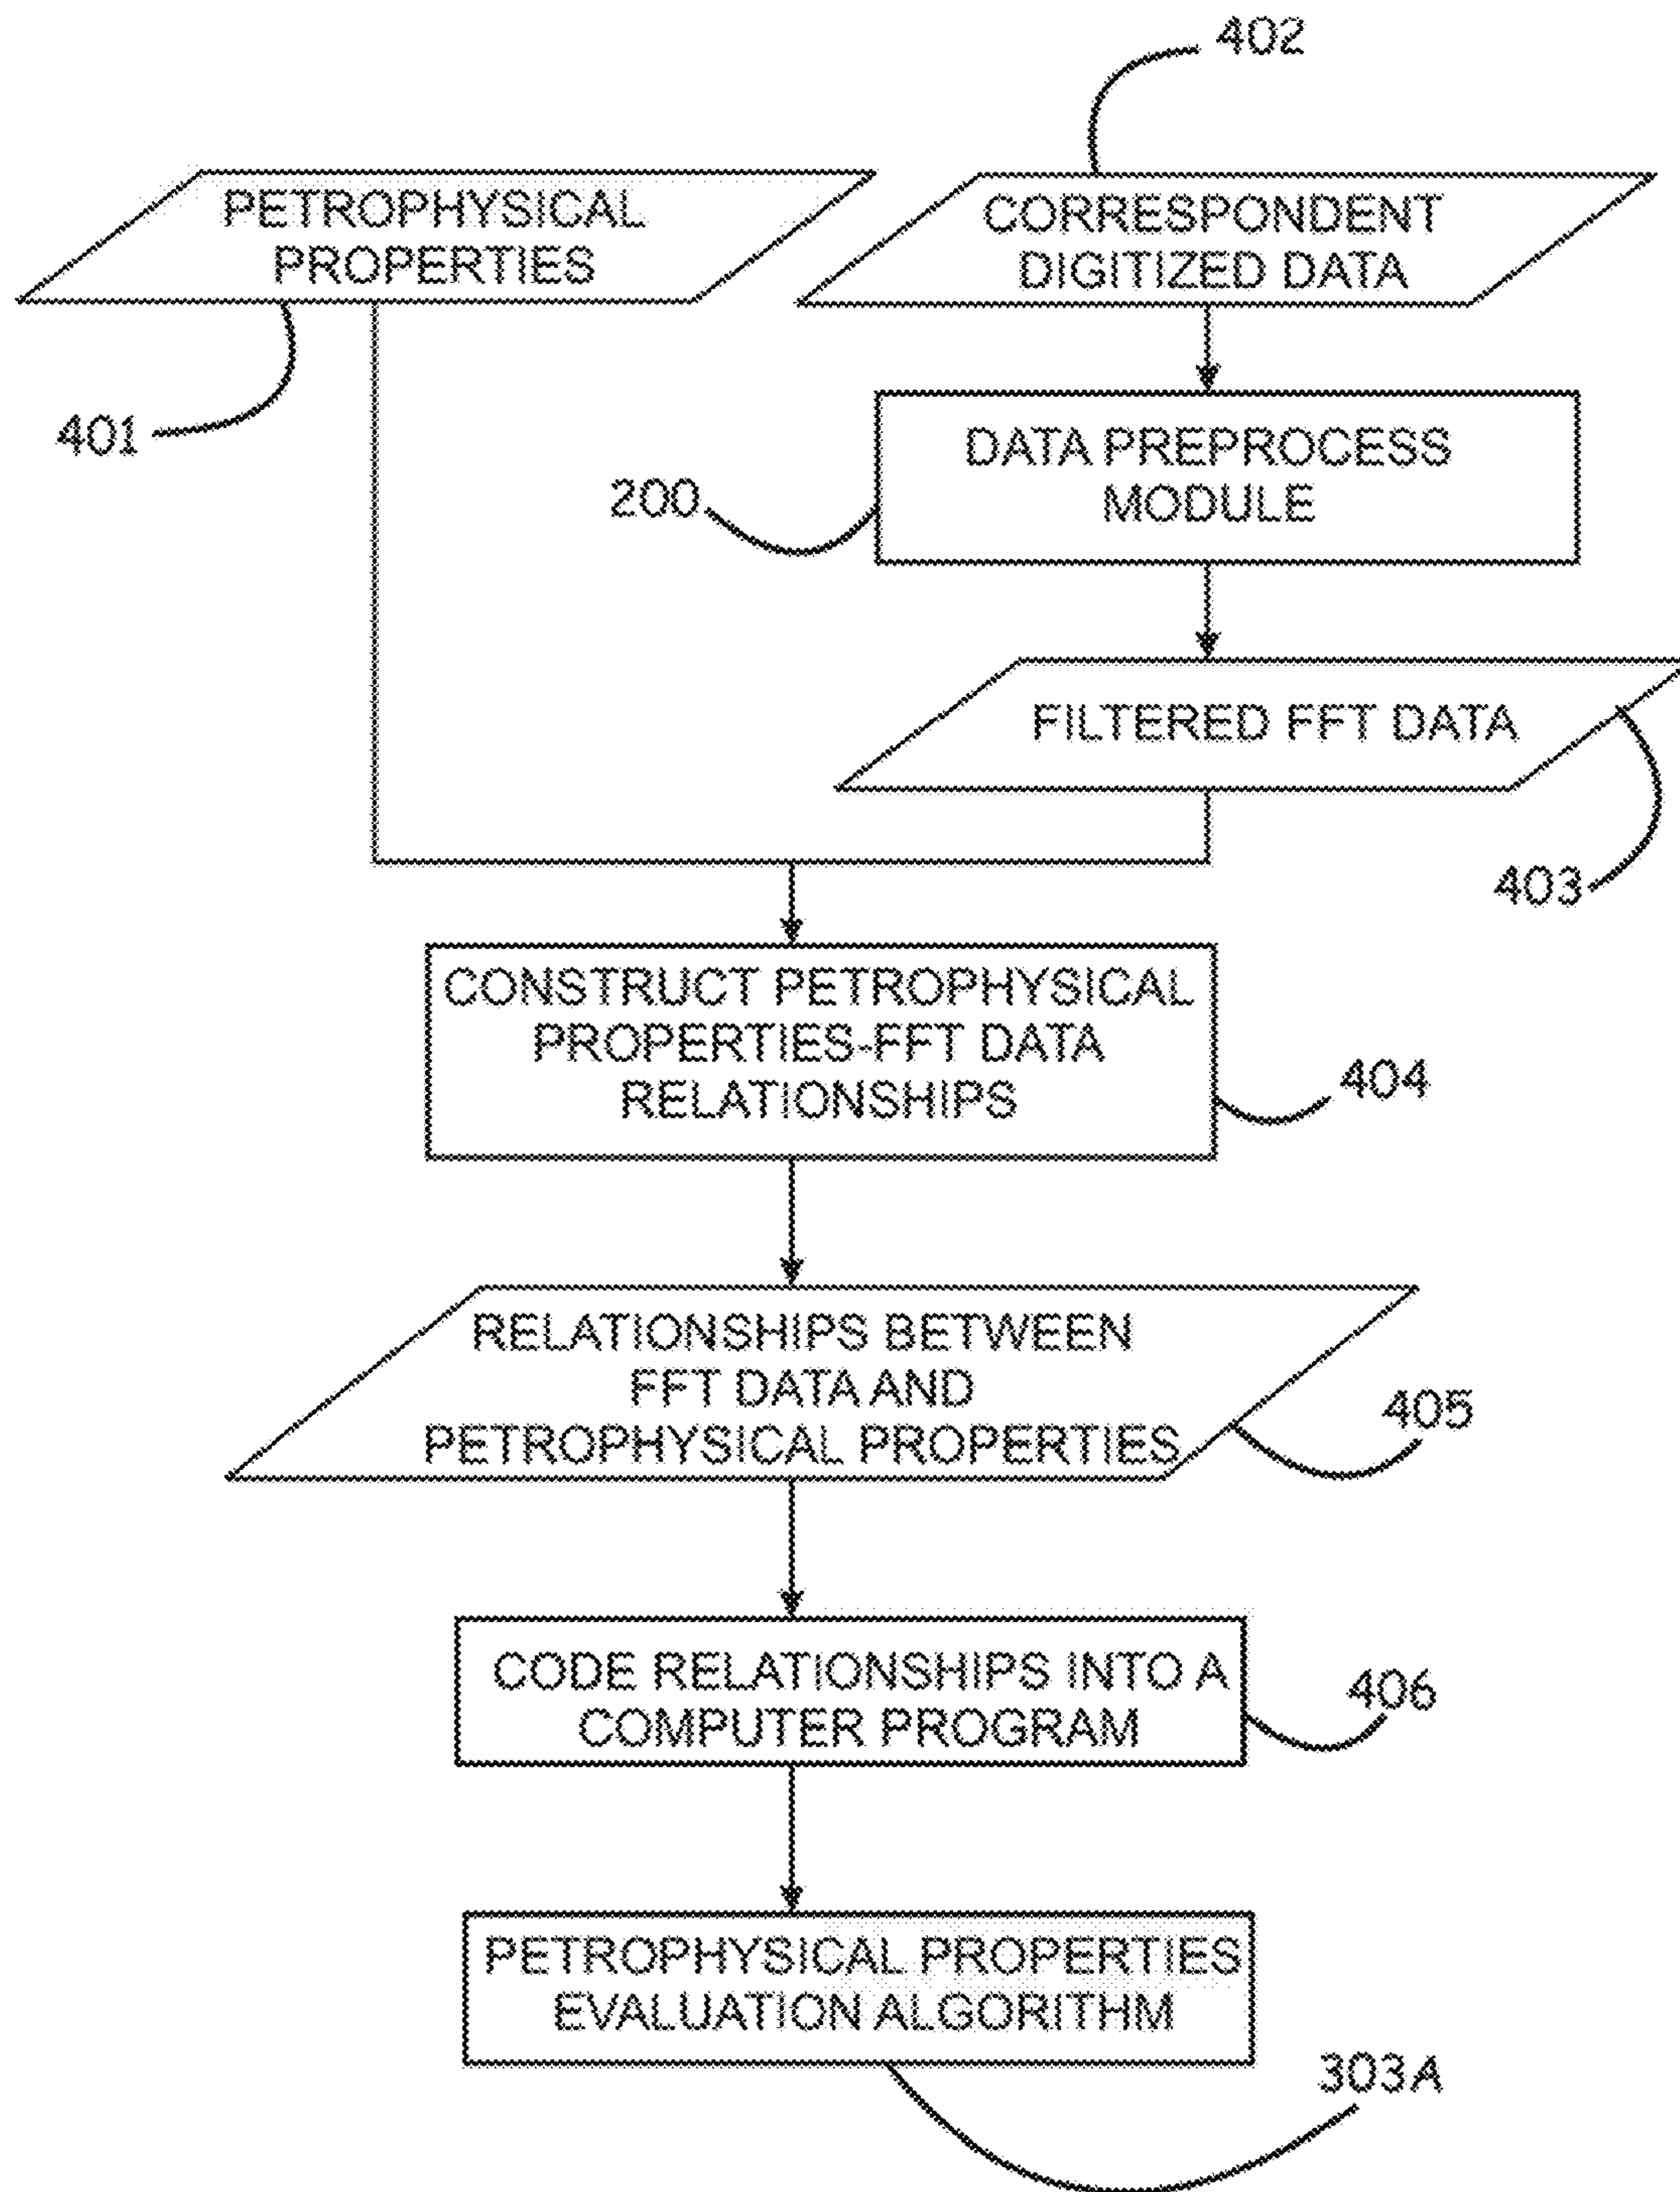 402
PETROPHYSICAL
PROPERTIES
CORRESPONDENT
DIGITIZED DATA
401
DATA PREPROCESS
MODULE
200
FILTERED FFT DATA
403
CONSTRUCT PETROPHYSICAL
PROPERTIES-FFT DATA
RELATIONSHIPS
404
RELATIONSHIPS BETWEEN
FFT DATA AND
PETROPHYSICAL PROPERTIES
405
CODE RELATIONSHIPS INTO A
COMPUTER PROGRAM
406
PETROPHYSICAL PROPERTIES
EVALUATION ALGORITHM
303A